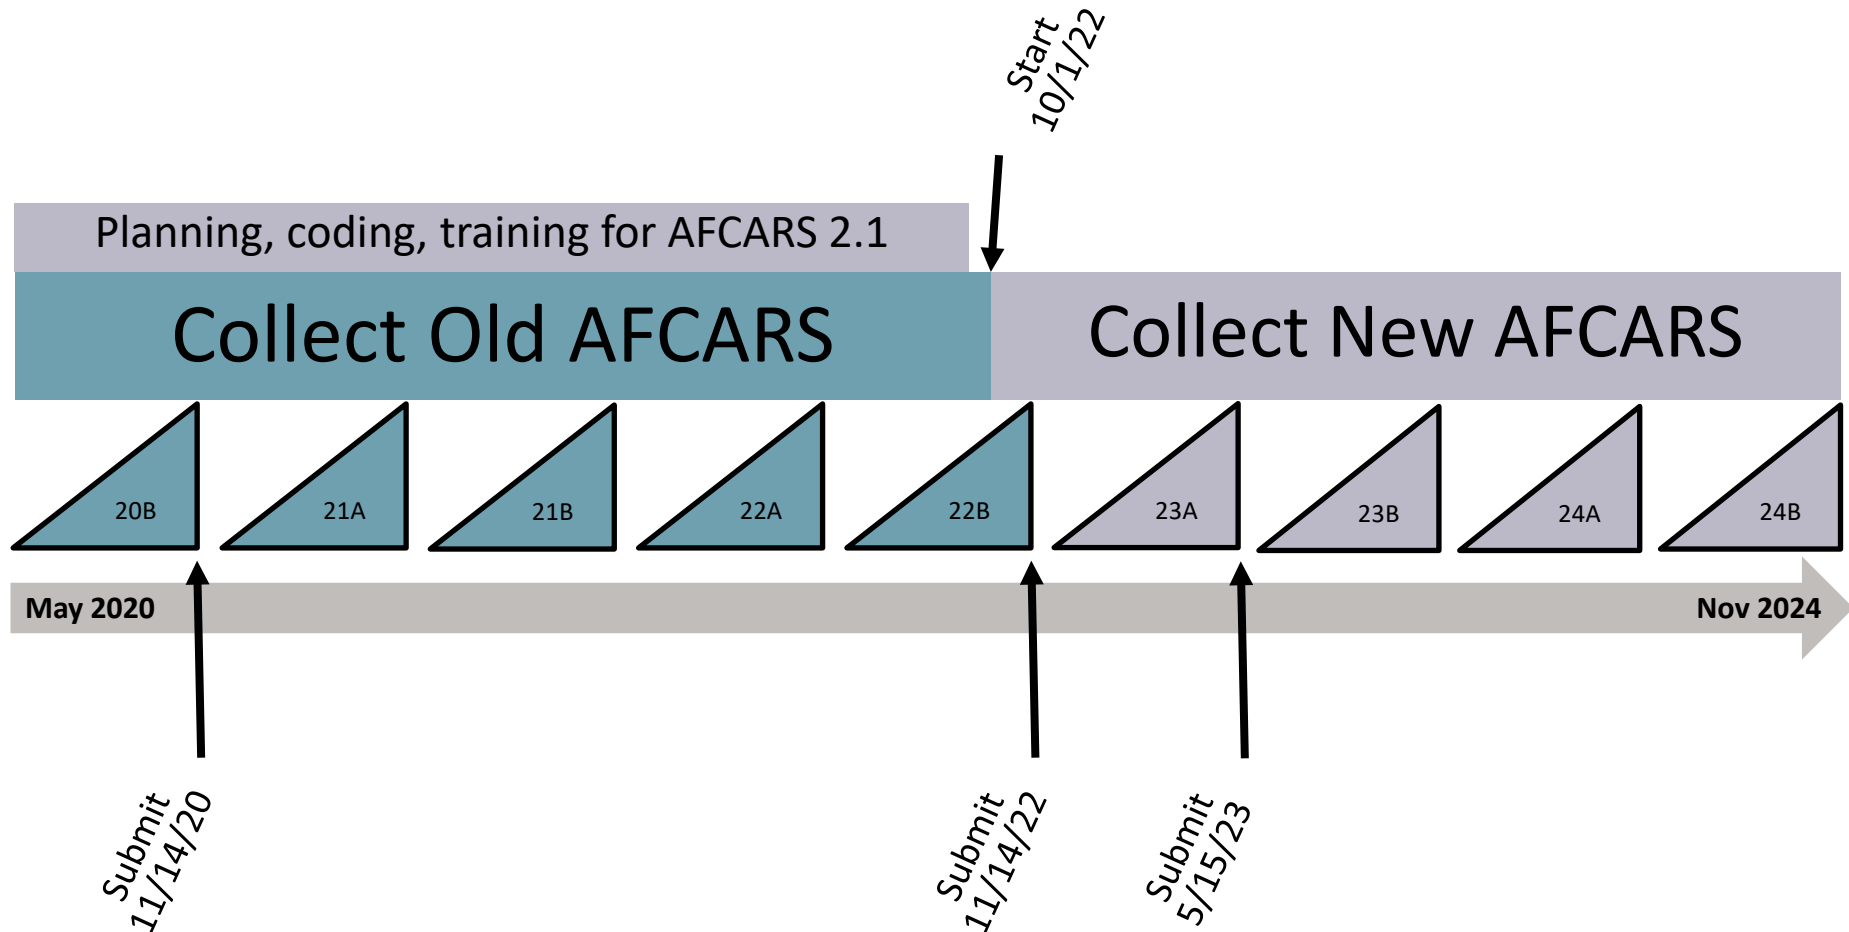 Start
10/1/22
Planning, coding, training for AFCARS 2.1
Collect Old AFCARS
Collect New AFCARS
20B
21A
21B
22A
22B
23A
23B
24A
24B
May 2020
Nov 2024
Submit
11/14/20
Submit
11/14/22
Submit
5/15/23